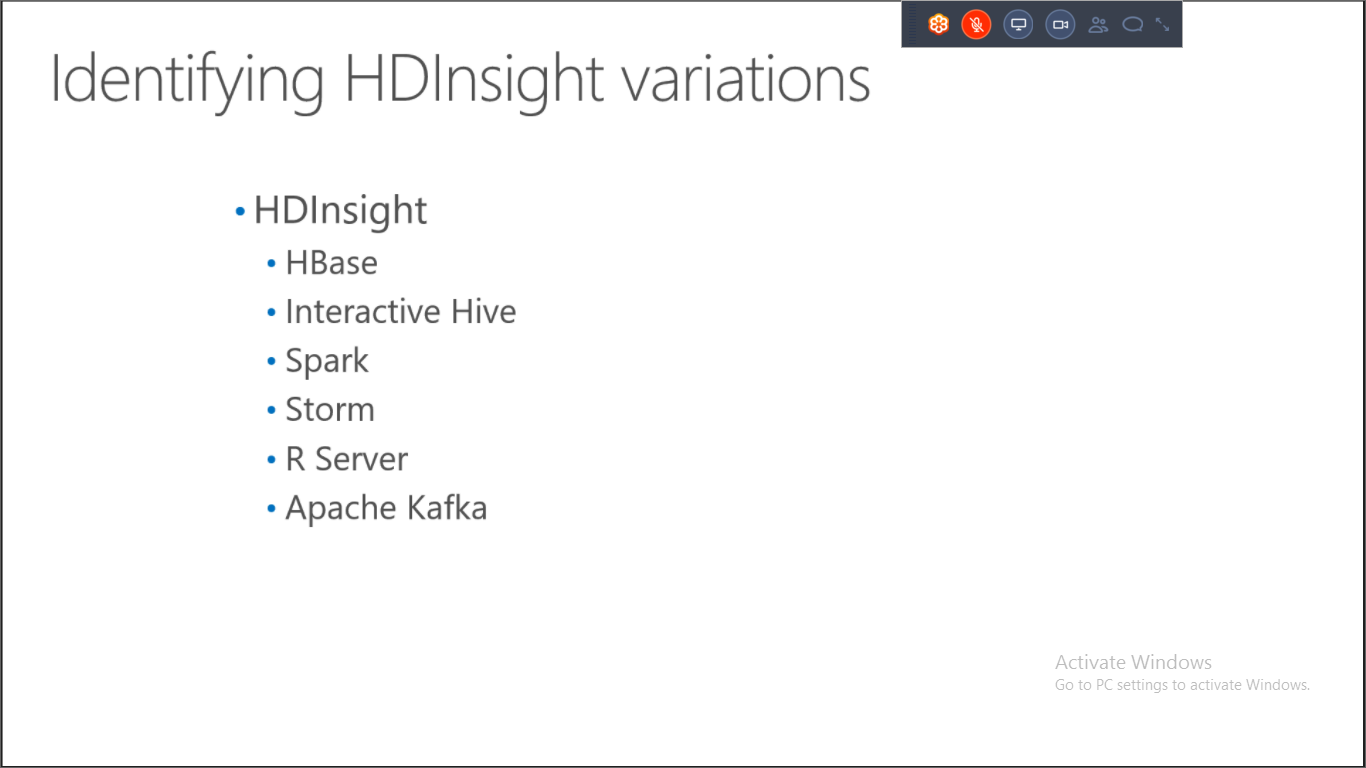 Identifying HDInsight variations
• HDInsight
• HBase
• Interactive Hive
• Spark
• Storm
• R Server
• Apache Kafka
Activate Windows
Go to PC settings to activate Windows.